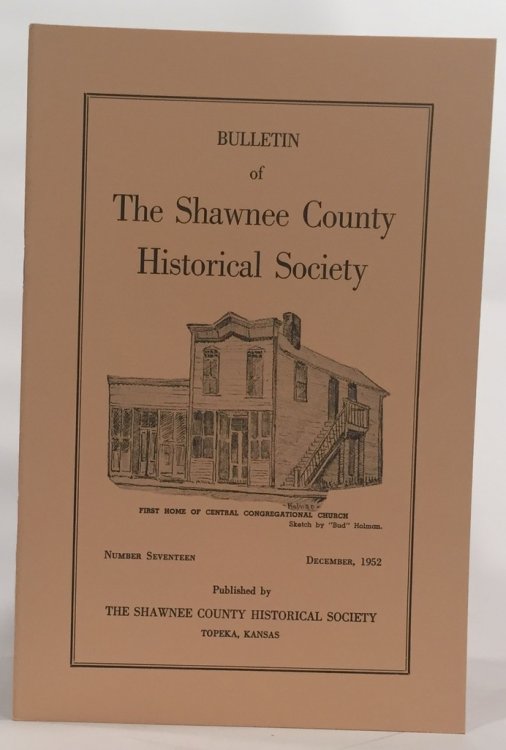 BULLETIN
of
The Shawnee County
Historical Society
-Holman-
FIRST HOME OF CENTRAL CONGREGATIONAL CHURCH
Sketch by "Bud" Holman.
NUMBER SEVENTEEN DECEMBER, 1952
Published by
THE SHAWNEE COUNTY HISTORICAL SOCIETY
TOPEKA, KANSAS